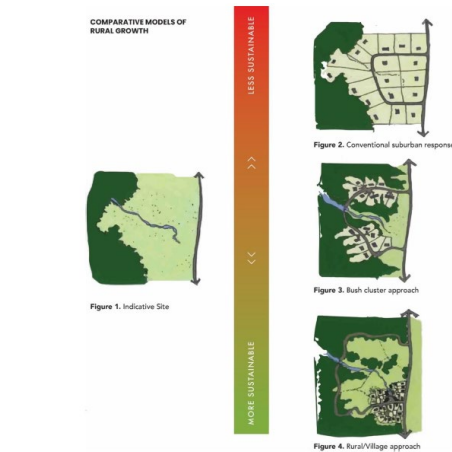 COMPARATIVE MODELS OF
RURAL GROWTH
LESS SUSTAINABLE
Figure 2. Conventional suburban response
Figure 1. Indicative Site
Figure 3. Bush cluster approach
MORE SUSTAINABLE
Figure 4. Rural/Village approach